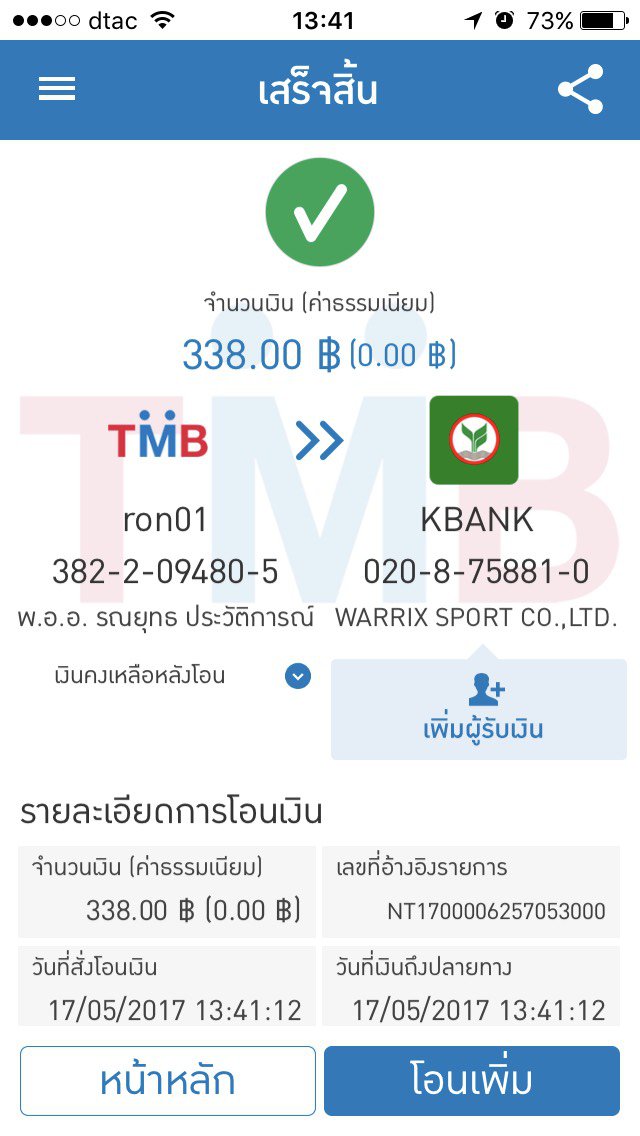 dtac 13:41 73%
เสร็จสิ้น
จำนวนเงิน (ค่าธรรมเนียม)
338.00 ฿ (0.00 ฿)
TMB
TMB
ron01 KBANK
382-2-09480-5 020-8-75881-0
พ.อ.อ. รณยุทธ ประวัติการณ์ WARRIX SPORT CO.,LTD.
เงินคงเหลือหลังโอน
เพิ่มผู้รับเงิน
รายละเอียดการโอนเงิน
จำนวนเงิน (ค่าธรรมเนียม) เลขที่อ้างอิงรายการ
338.00 ฿ (0.00 ฿) NT1700006257053000
วันที่สั่งโอนเงิน วันที่เงินถึงปลายทาง
17/05/2017 13:41:12 17/05/2017 13:41:12
หน้าหลัก โอนเพิ่ม